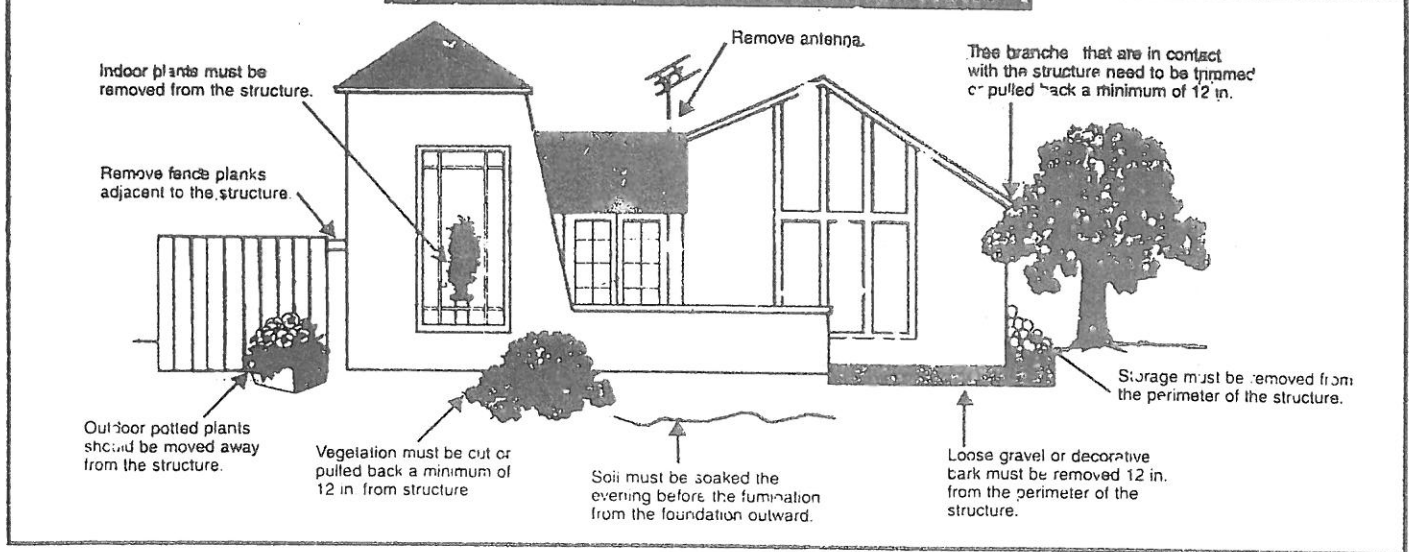 Remove antenna.
Indoor plants must be
removed from the structure.
Tree branche that are in contact
with the structure need to be trimmed
or pulled back a minimum of 12 in.
Remove fence planks
adjacent to the structure.
Storage must be removed from
the perimeter of the structure.
Outdoor potted plants
should be moved away
from the structure.
Vegetation must be cut or
pulled back a minimum of
12 in from structure
Soil must be soaked the
evening before the fumigation
from the foundation outward.
Loose gravel or decorative
bark must be removed 12 in.
from the perimeter of the
structure.